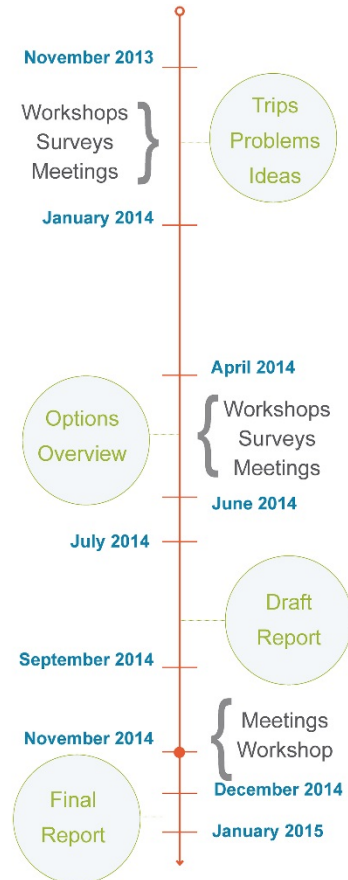 November 2013
Workshops
Surveys
Meetings
Trips
Problems
Ideas
January 2014
April 2014
Options
Overview
Workshops
Surveys
Meetings
June 2014
July 2014
Draft
Report
September 2014
Meetings
Workshop
November 2014
December 2014
Final
Report
January 2015